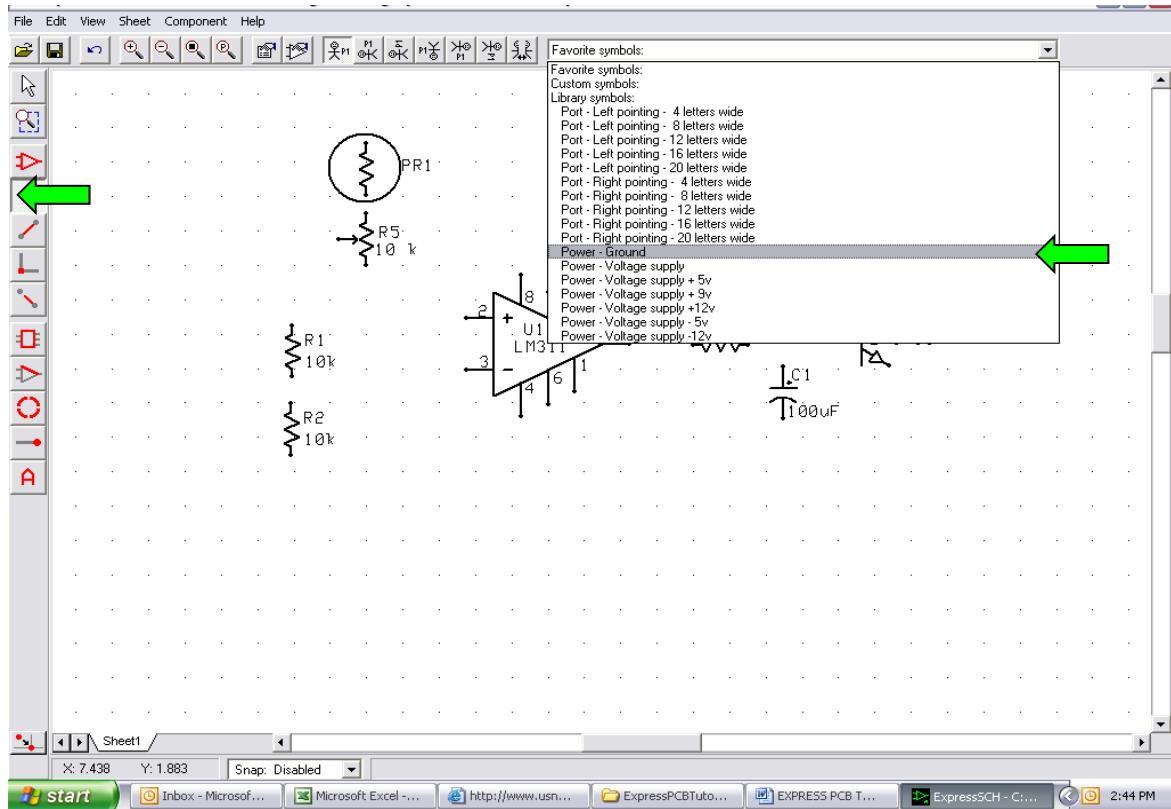 File Edit View Sheet Component Help
Favorite symbols:
Favorite symbols:
Custom symbols:
Library symbols:
Port - Left pointing - 4 letters wide
Port - Left pointing - 8 letters wide
Port - Left pointing - 12 letters wide
Port - Left pointing - 16 letters wide
Port - Left pointing - 20 letters wide
Port - Right pointing - 4 letters wide
Port - Right pointing - 8 letters wide
Port - Right pointing - 12 letters wide
Port - Right pointing - 16 letters wide
Port - Right pointing - 20 letters wide
Power - Ground
Power - Voltage supply
Power - Voltage supply + 5v
Power - Voltage supply + 9v
Power - Voltage supply +12v
Power - Voltage supply - 5v
Power - Voltage supply -12v
PR1
R5
10 k
8
2
+
U1
LM311
3
-
4
6
1
R1
10k
R2
10k
C1
100uF
A
Sheet1
X: 7.438 Y: 1.883 Snap: Disabled
start Inbox - Microsof... Microsoft Excel -... http://www.usn... ExpressPCBTuto... EXPRESS PCB T... ExpressSCH - C:... 2:44 PM